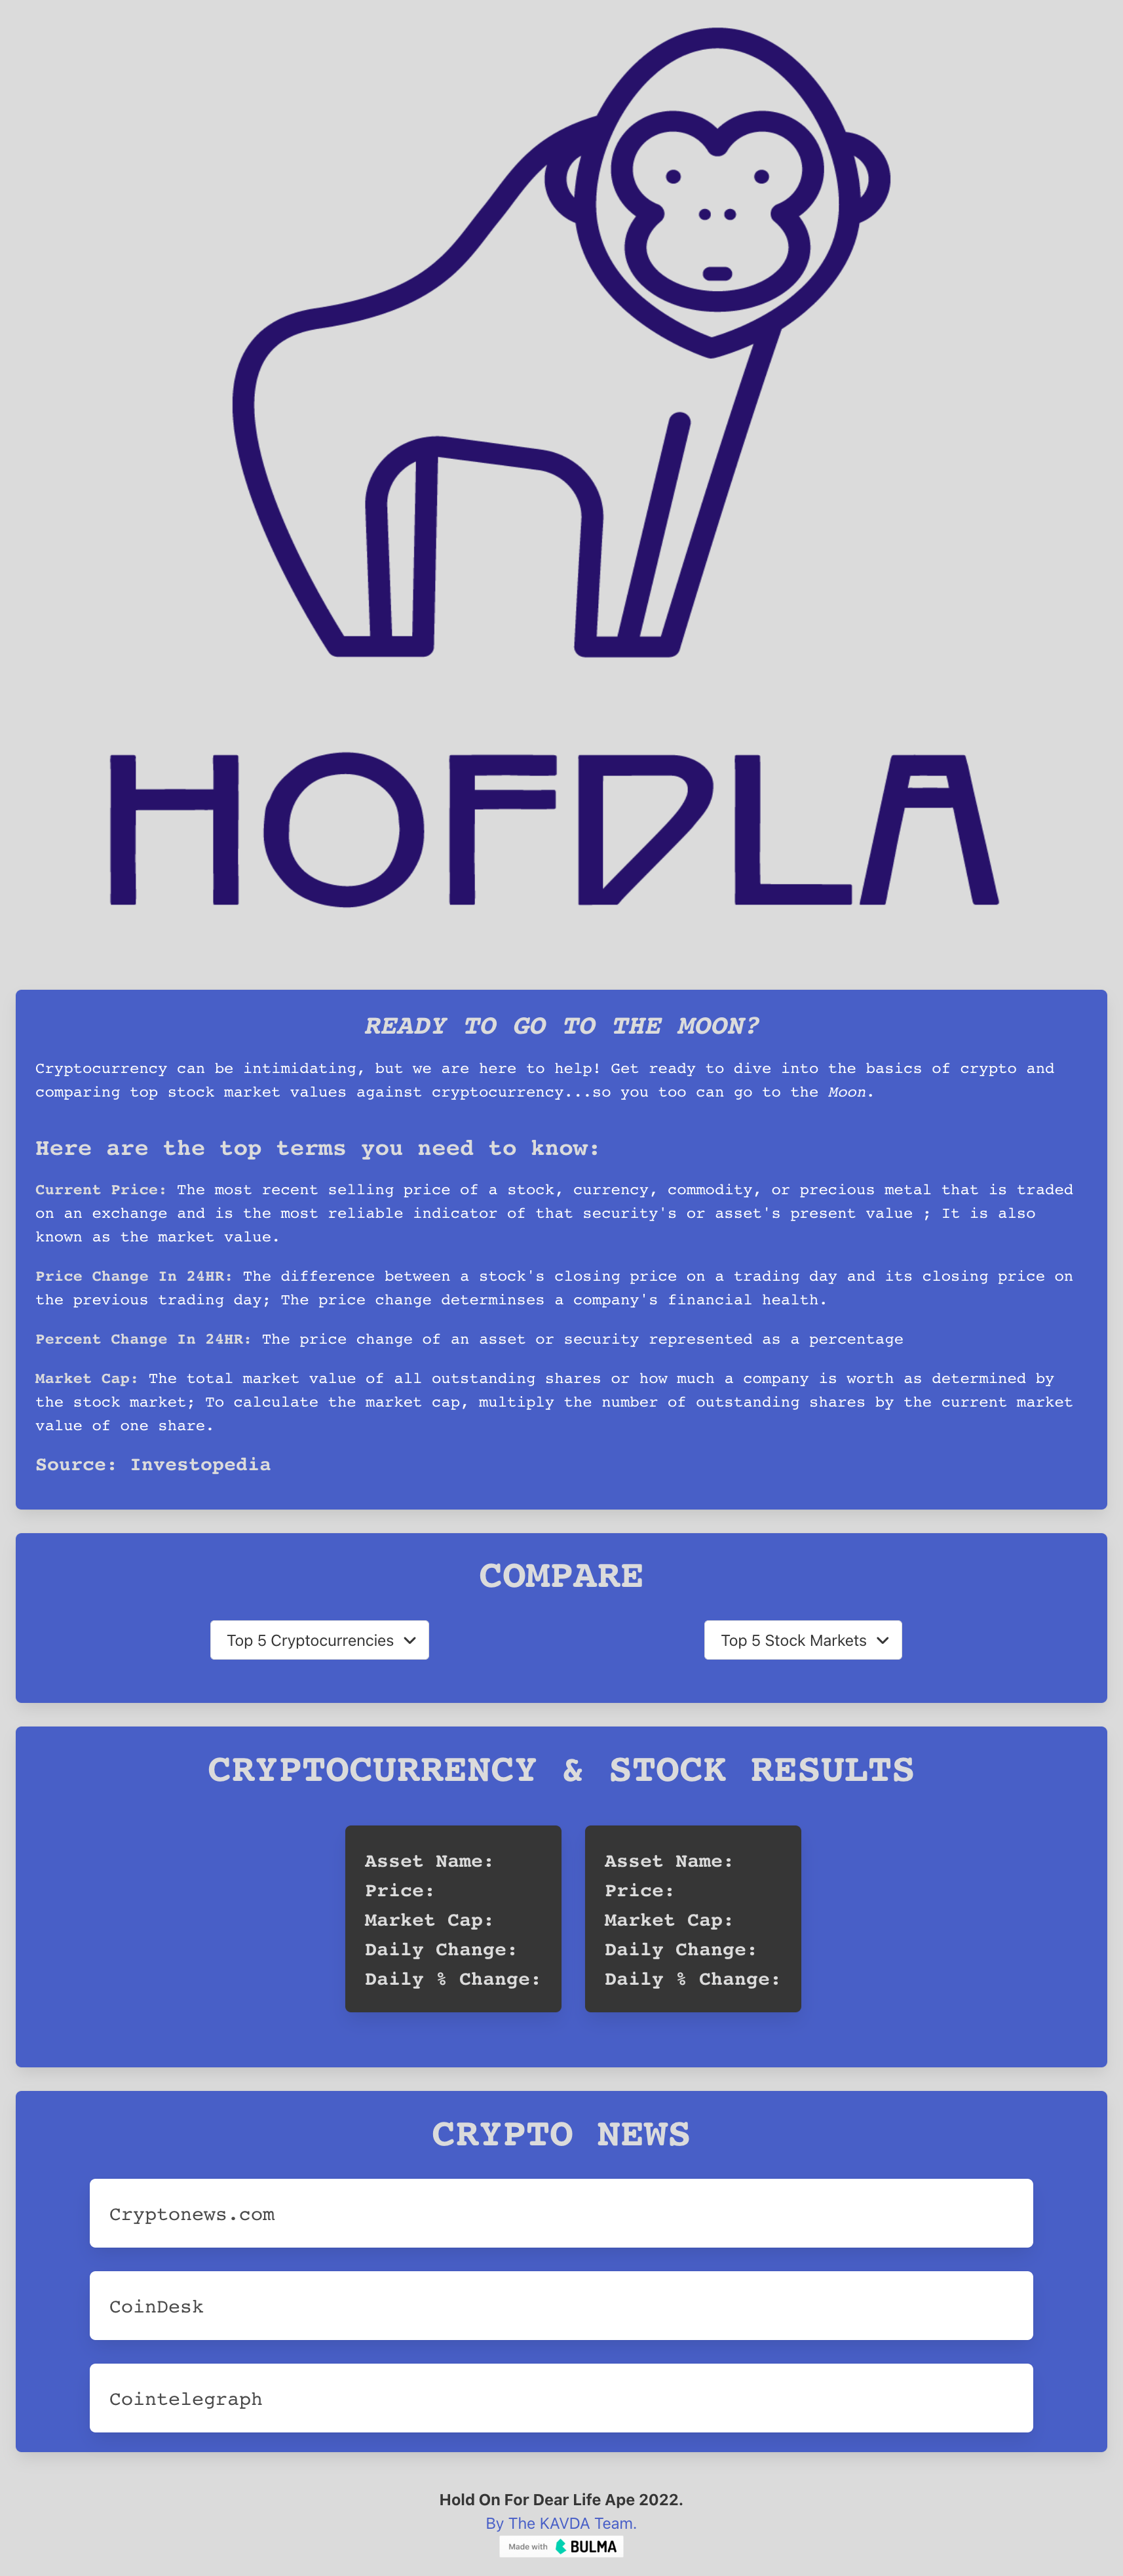 HOFDLA
READY TO GO TO THE MOON?
Cryptocurrency can be intimidating, but we are here to help! Get ready to dive into the basics of crypto and
comparing top stock market values against cryptocurrency...so you too can go to the Moon.
Here are the top terms you need to know:
Current Price: The most recent selling price of a stock, currency, commodity, or precious metal that is traded
on an exchange and is the most reliable indicator of that security's or asset's present value ; It is also
known as the market value.
Price Change In 24HR: The difference between a stock's closing price on a trading day and its closing price on
the previous trading day; The price change determinses a company's financial health.
Percent Change In 24HR: The price change of an asset or security represented as a percentage
Market Cap: The total market value of all outstanding shares or how much a company is worth as determined by
the stock market; To calculate the market cap, multiply the number of outstanding shares by the current market
value of one share.
Source: Investopedia
COMPARE
Top 5 Cryptocurrencies
Top 5 Stock Markets
CRYPTOCURRENCY & STOCK RESULTS
Asset Name:
Price:
Market Cap:
Daily Change:
Daily % Change:
Asset Name:
Price:
Market Cap:
Daily Change:
Daily % Change:
CRYPTO NEWS
Cryptonews.com
CoinDesk
Cointelegraph
Hold On For Dear Life Ape 2022.
By The KAVDA Team.
Made with BULMA